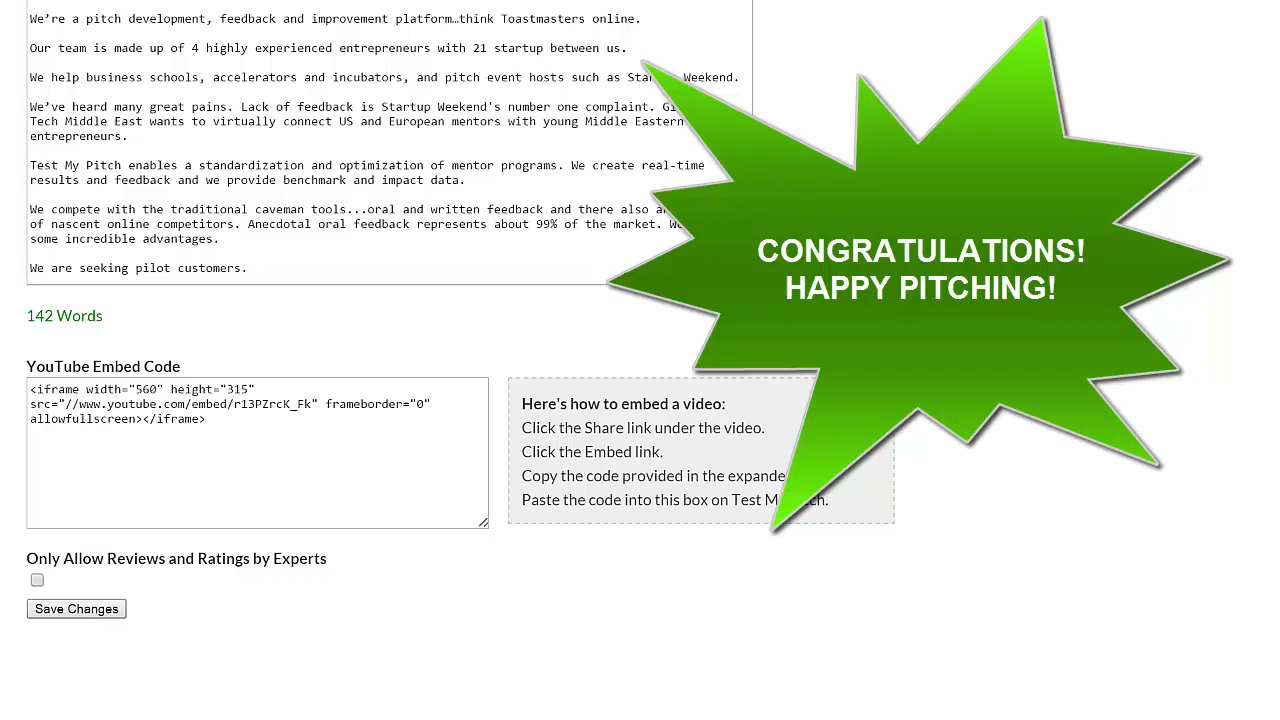 We’re a pitch development, feedback and improvement platform…think Toastmasters online.
Our team is made up of 4 highly experienced entrepreneurs with 21 startup between us.
We help business schools, accelerators and incubators, and pitch event hosts such as Weekend.
We’ve heard many great pains. Lack of feedback is Startup Weekend's number one complaint.
Tech Middle East wants to virtually connect US and European mentors with young Middle Eastern
entrepreneurs.
Test My Pitch enables a standardization and optimization of mentor programs. We create real-time
results and feedback and we provide benchmark and impact data.
We compete with the traditional caveman tools...oral and written feedback and there also
of nascent online competitors. Anecdotal oral feedback represents about 99% of the market.
some incredible advantages.
We are seeking pilot customers.
CONGRATULATIONS!
HAPPY PITCHING!
142 Words
YouTube Embed Code
<iframe width="560" height="315"
src="//www.youtube.com/embed/r13PZrcK_Fk" frameborder="0"
allowfullscreen></iframe>
Here's how to embed a video:
Click the Share link under the video.
Click the Embed link.
Copy the code provided in the
Paste the code into this box on Test
Only Allow Reviews and Ratings by Experts
Save Changes